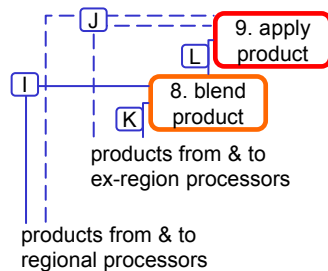 J
9. apply
product
L
I
8. blend
product
K
products from & to
ex-region processors
products from & to
regional processors